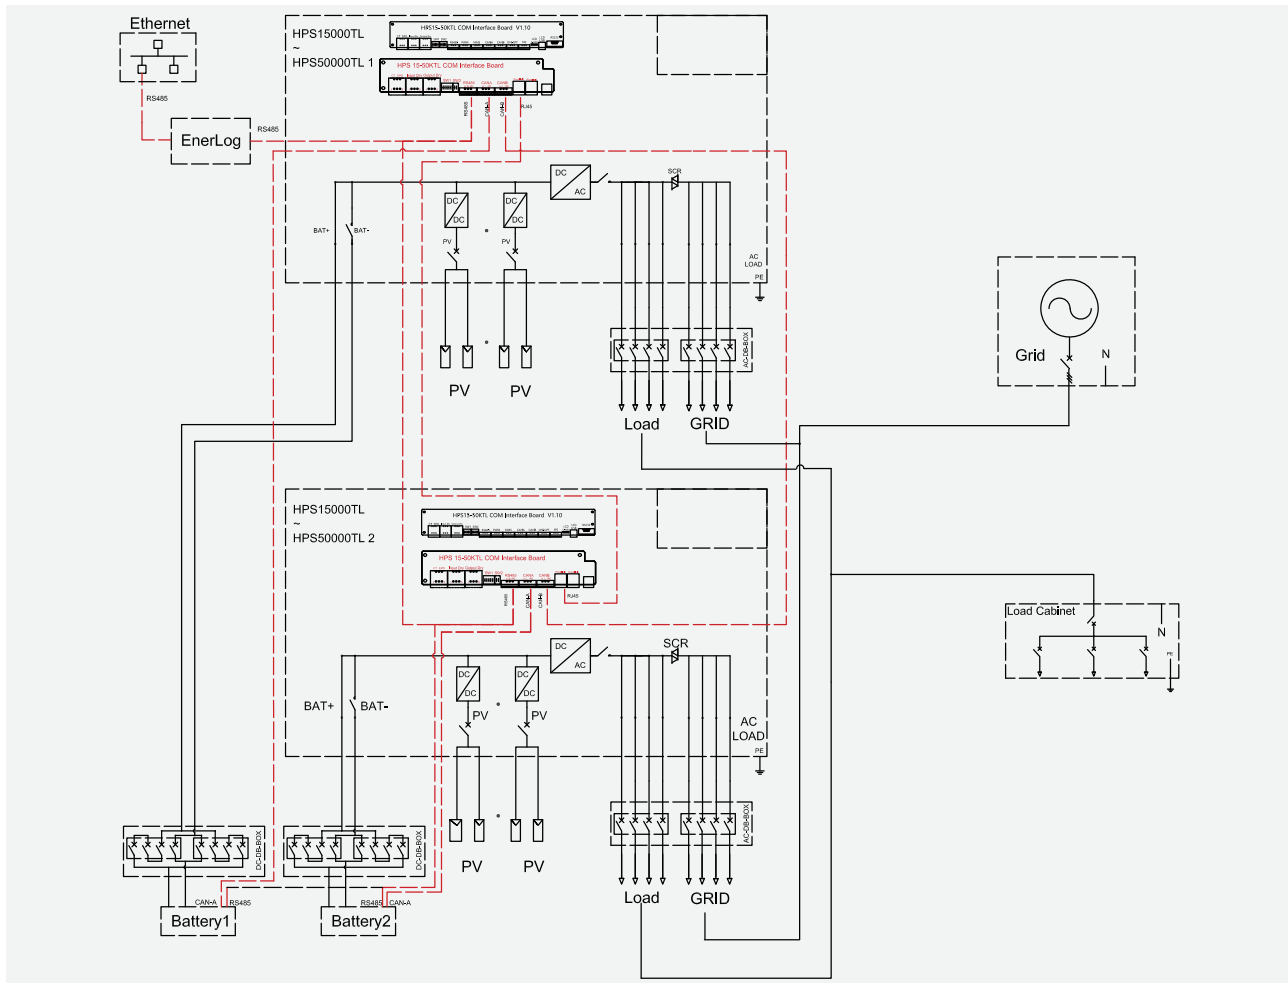 Ethernet
RS485
EnerLog
RS485
HPS15000TL
~
HPS50000TL 1
HPS15-50KTL COM Interface Board V1.10
HPS 15-50KTL COM Interface Board
RS485
CAN-A
CAN-B
RJ45
DC
AC
SCR
DC
DC
DC
DC
BAT+
BAT-
PV
PV
AC
LOAD
PE
AC-DB-BOX
PV
PV
Load
GRID
Grid
N
HPS15000TL
~
HPS50000TL 2
HPS15-50KTL COM Interface Board V1.10
HPS 15-50KTL COM Interface Board
RS485
CAN-A
CAN-B
RJ45
Load Cabinet
N
PE
DC
AC
SCR
DC
DC
DC
DC
BAT+
BAT-
PV
PV
AC
LOAD
PE
AC-DB-BOX
DC-DB-BOX
DC-DB-BOX
PV
PV
Load
GRID
CAN-A
RS485
RS485
CAN-A
Battery1
Battery2